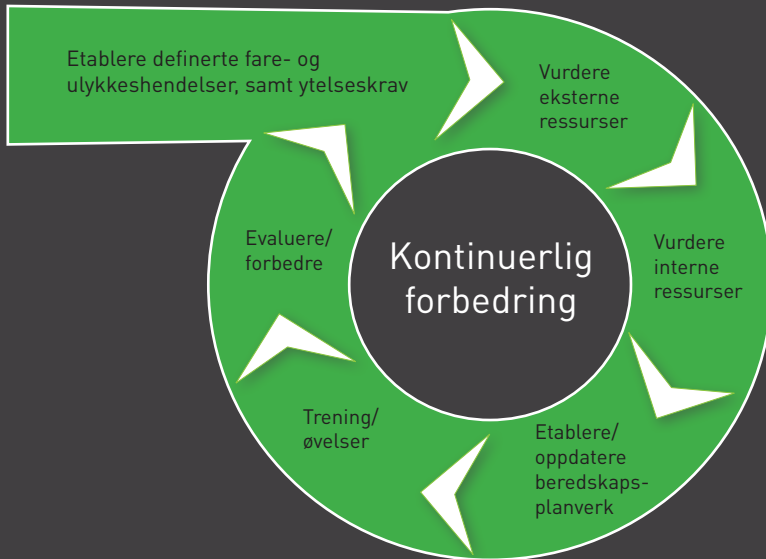 Etablere definerte fare- og
ulykkeshendelser, samt ytelseskrav
Vurdere
eksterne
ressurser
Vurdere
interne
ressurser
Etablere/
oppdatere
beredskaps-
planverk
Trening/
øvelser
Evaluere/
forbedre
Kontinuerlig
forbedring